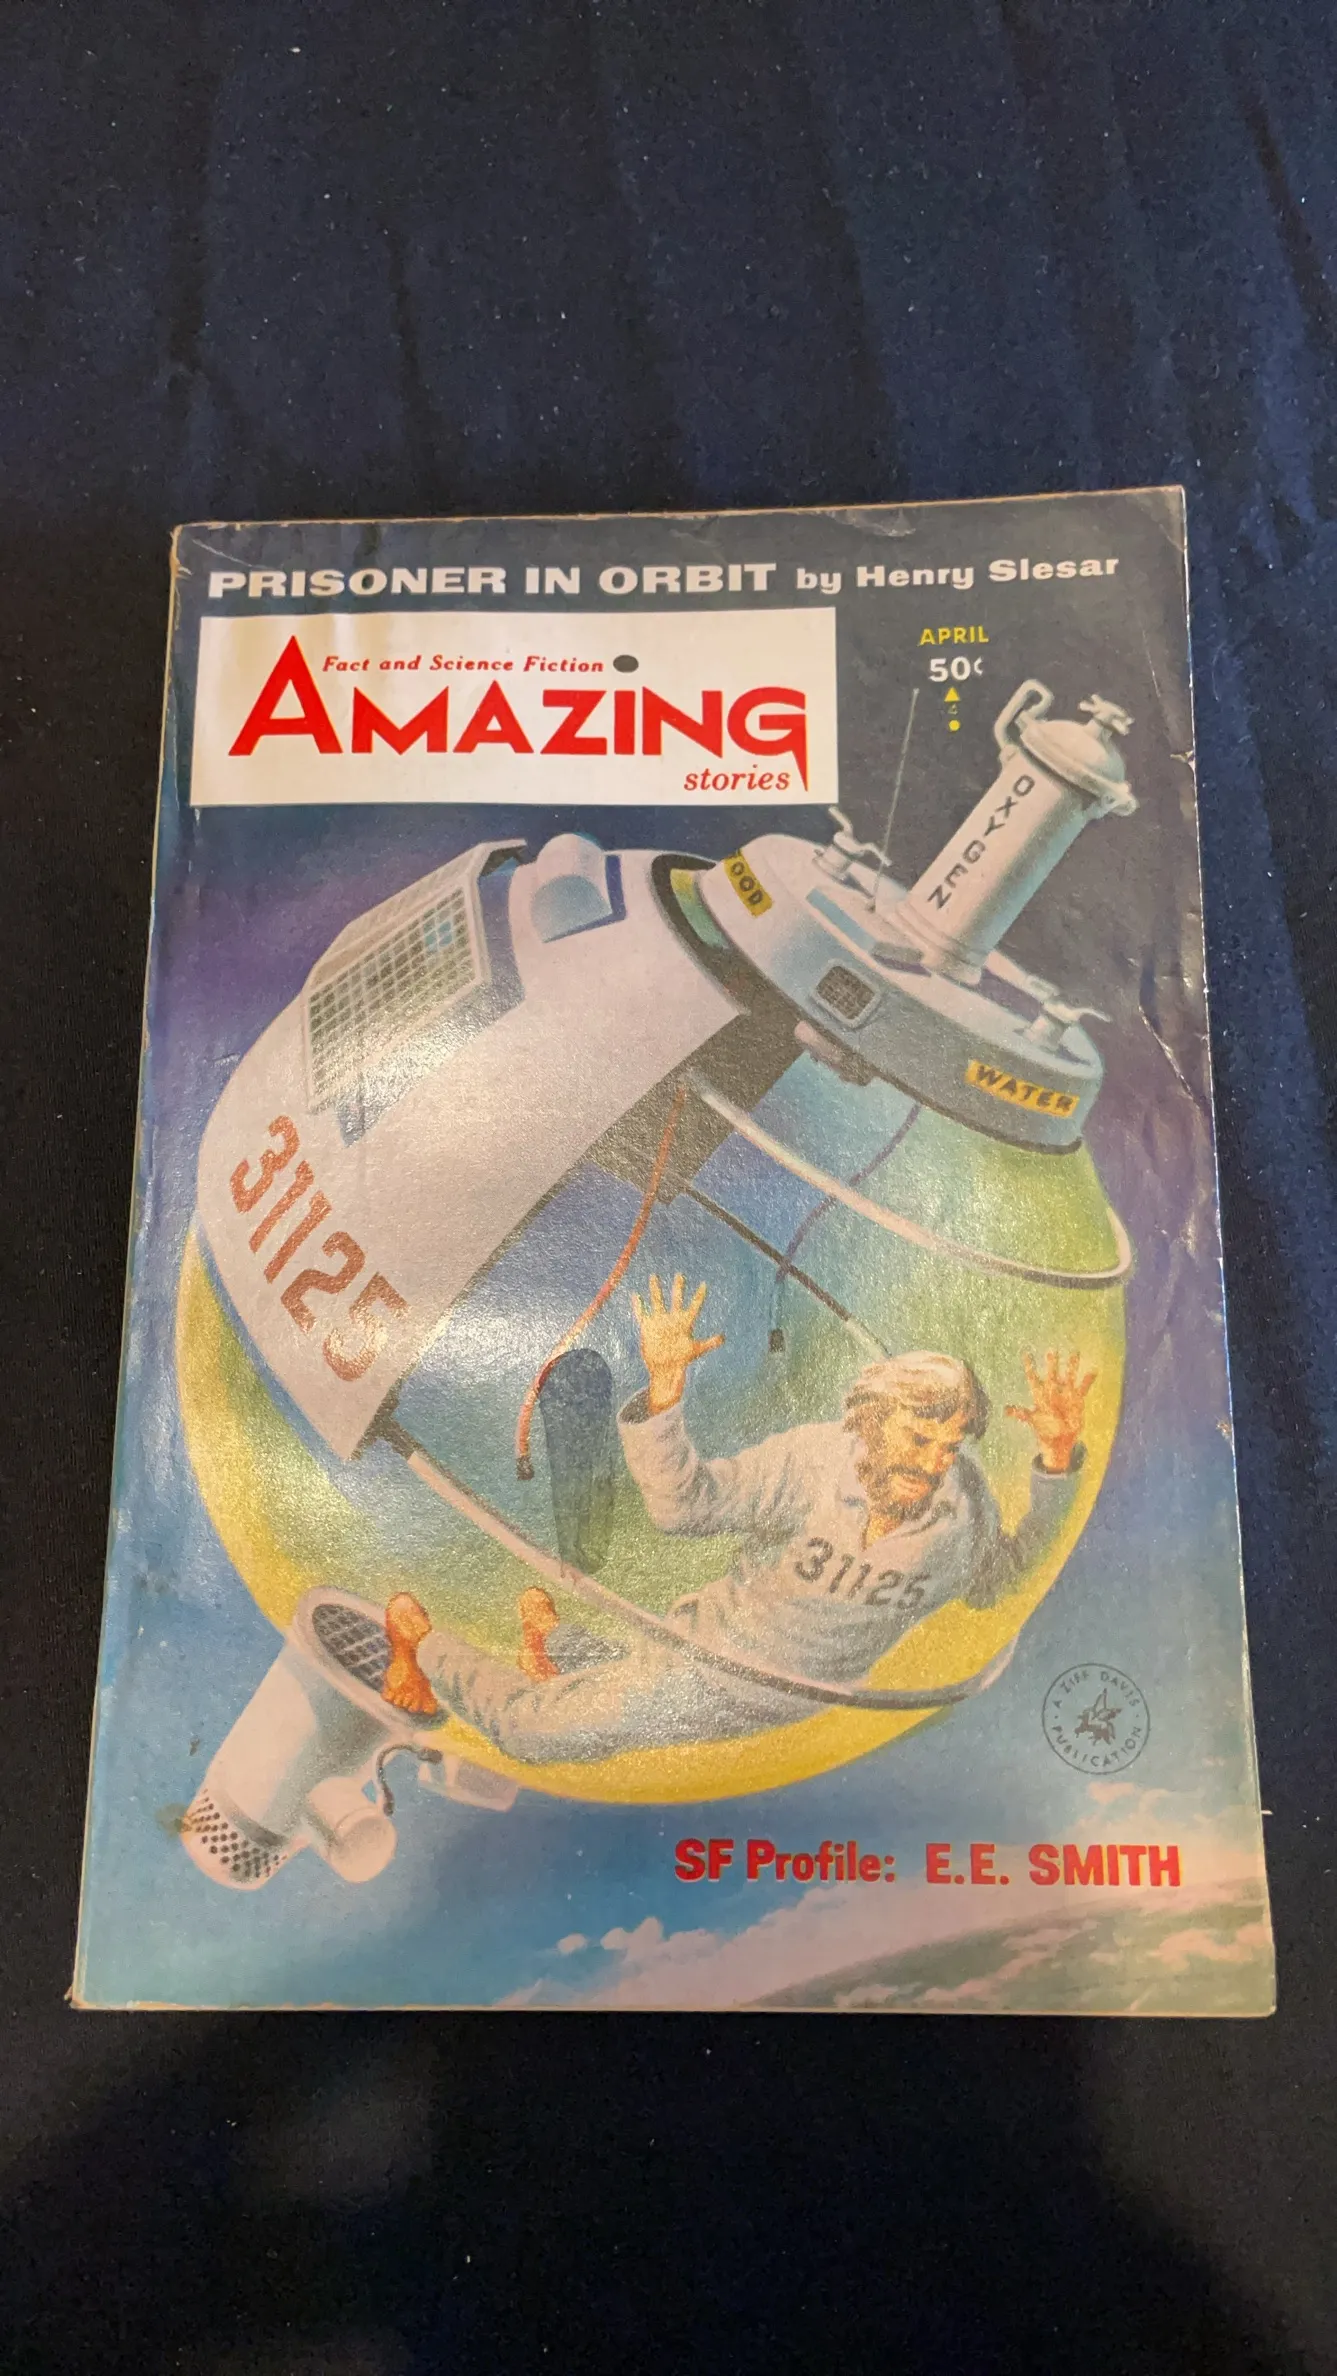 PRISONER IN ORBIT by Henry Slesar
Fact and Science Fiction
AMAZING
stories
APRIL
50¢
OXYGEN
OOD
WATER
31125
31125
A ZIFF DAVIS PUBLICATION
SF Profile: E.E. SMITH